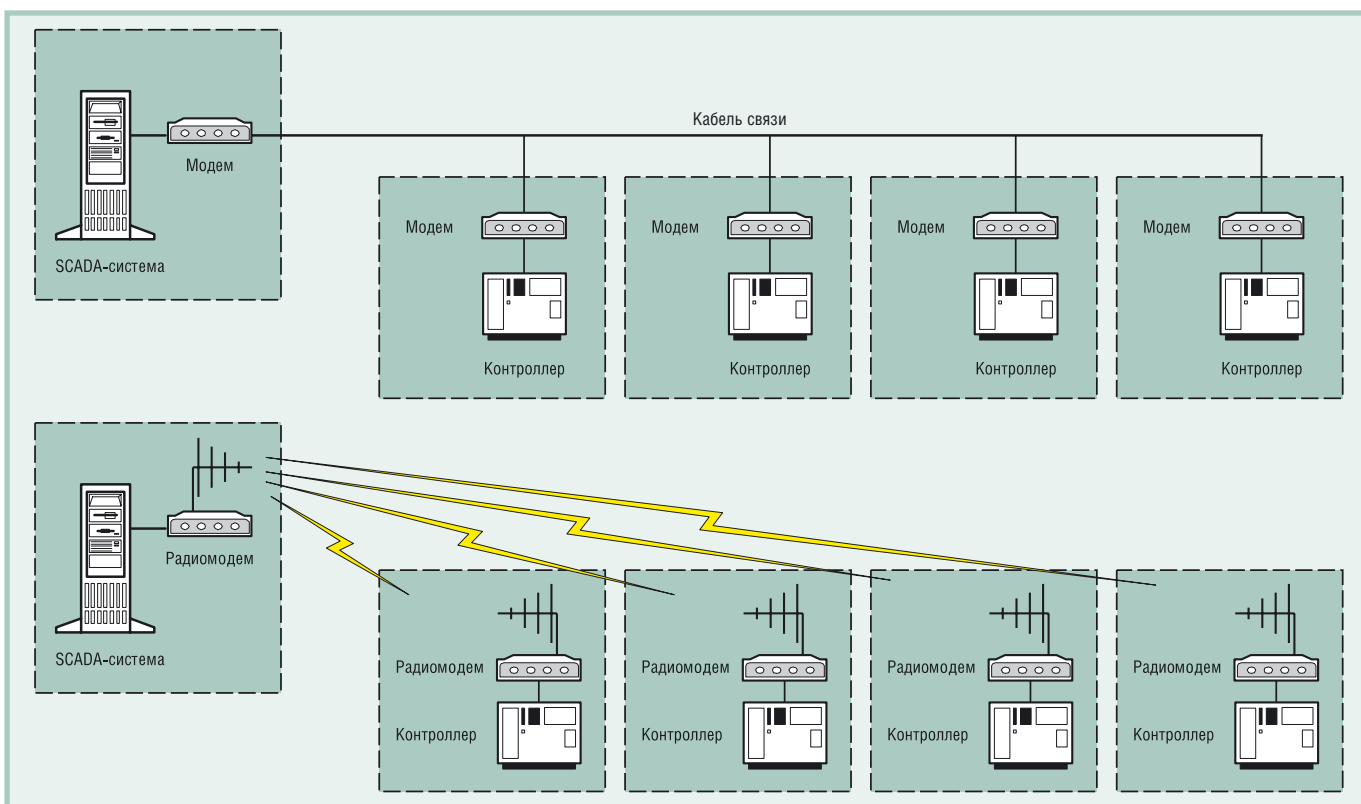 Кабель связи
Модем
SCADA-система
Модем
Модем
Модем
Модем
Контроллер
Контроллер
Контроллер
Контроллер
Радиомодем
SCADA-система
Радиомодем
Радиомодем
Радиомодем
Радиомодем
Контроллер
Контроллер
Контроллер
Контроллер